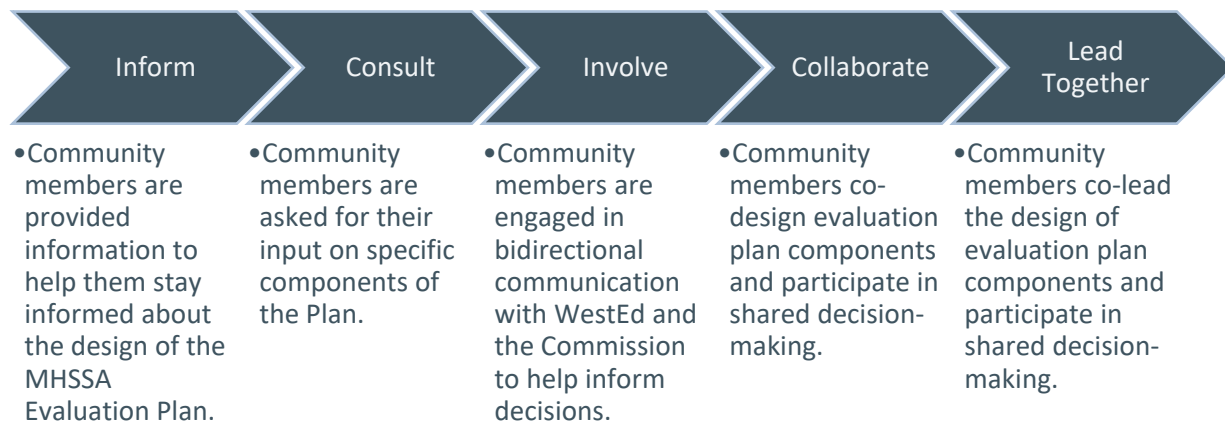 Inform
Consult
Involve
Collaborate
Lead
Together
•Community
members are
provided
information to
help them stay
informed about
the design of the
MHSSA
Evaluation Plan.
•Community
members are
asked for their
input on specific
components of
the Plan.
•Community
members are
engaged in
bidirectional
communication
with WestEd and
the Commission
to help inform
decisions.
•Community
members co-
design evaluation
plan components
and participate in
shared decision-
making.
•Community
members co-lead
the design of
evaluation plan
components and
participate in
shared decision-
making.